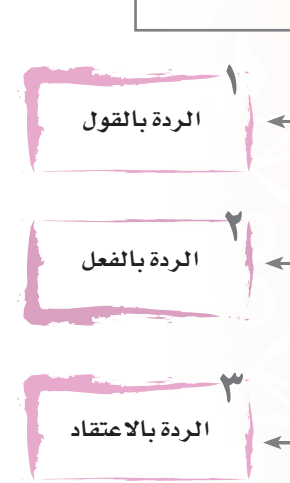 ١
الردة بالقول
٢
الردة بالفعل
٣
الردة بالاعتقاد